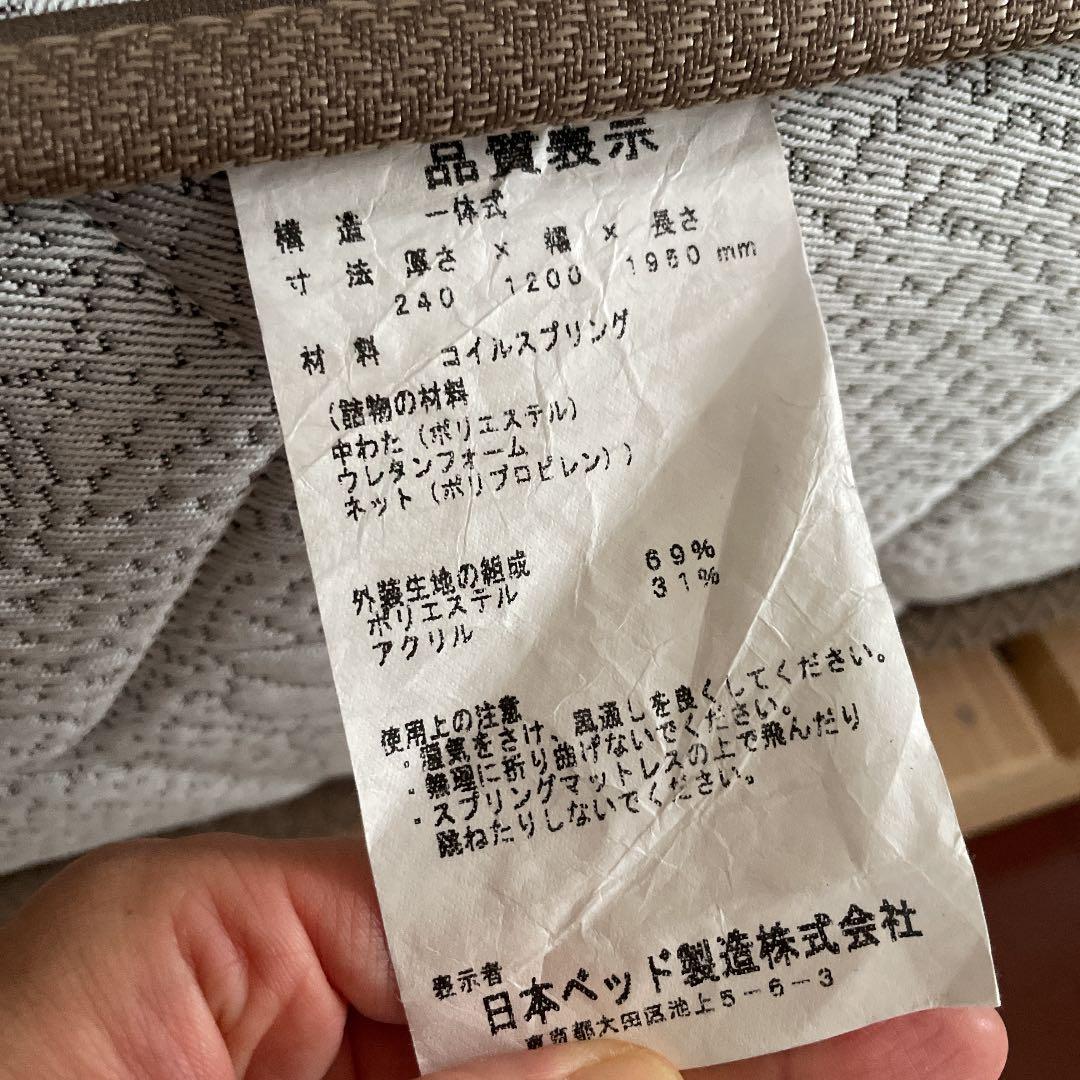 品質表示
構造 一体式
寸法 厚さ × 幅 × 長さ
240 1200 1950 mm
材料 コイルスプリング
(詰物の材料
中わた(ポリエステル)
ウレタンフォーム
ネット(ポリプロピレン))
外装生地の組成
ポリエステル 69%
アクリル 31%
使用上の注意
・湿気をさけ、風通しを良くしてください。
・無理に折り曲げないでください。
・スプリングマットレスの上で飛んだり
跳ねたりしないでください。
表示者
日本ベッド製造株式会社
東京都大田区池上5-6-3